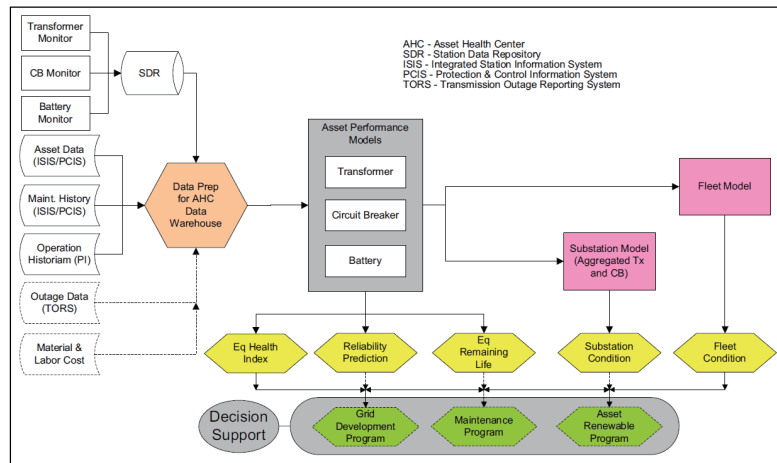 Transformer
Monitor
CB Monitor
Battery
Monitor
SDR
AHC - Asset Health Center
SDR - Station Data Repository
ISIS - Integrated Station Information System
PCIS - Protection & Control Information System
TORS - Transmission Outage Reporting System
Asset Data
(ISIS/PCIS)
Maint. History
(ISIS/PCIS)
Operation
Historiam (PI)
Outage Data
(TORS)
Material &
Labor Cost
Data Prep
for AHC
Data
Warehouse
Asset Performance
Models
Transformer
Circuit Breaker
Battery
Fleet Model
Substation Model
(Aggregated Tx
and CB)
Eq Health
Index
Reliability
Prediction
Eq
Remaining
Life
Substation
Condition
Fleet
Condition
Decision
Support
Grid
Development
Program
Maintenance
Program
Asset
Renewable
Program